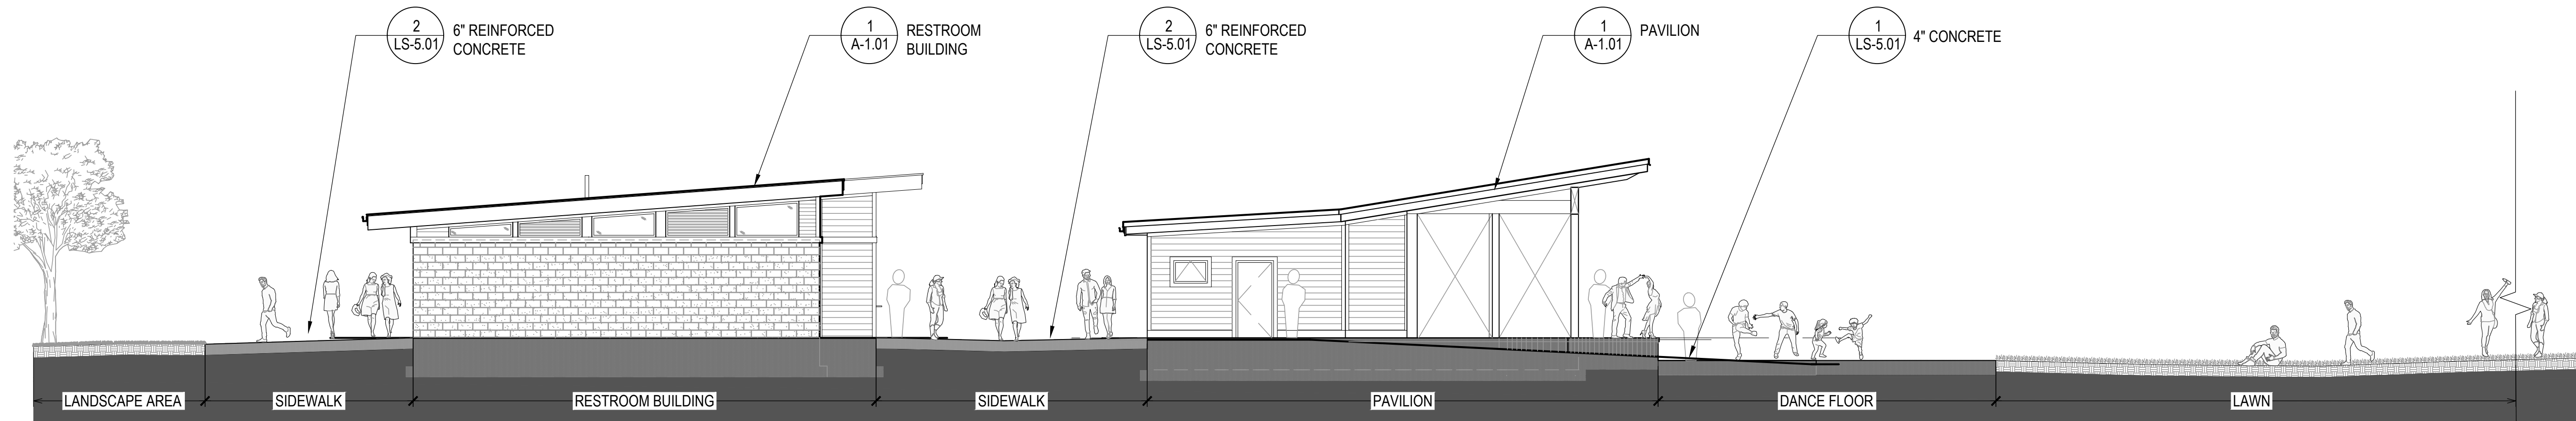 2
LS-5.01
6" REINFORCED
CONCRETE
1
A-1.01
RESTROOM
BUILDING
2
LS-5.01
6" REINFORCED
CONCRETE
1
A-1.01
PAVILION
1
LS-5.01
4" CONCRETE
LANDSCAPE AREA
SIDEWALK
RESTROOM BUILDING
SIDEWALK
PAVILION
DANCE FLOOR
LAWN